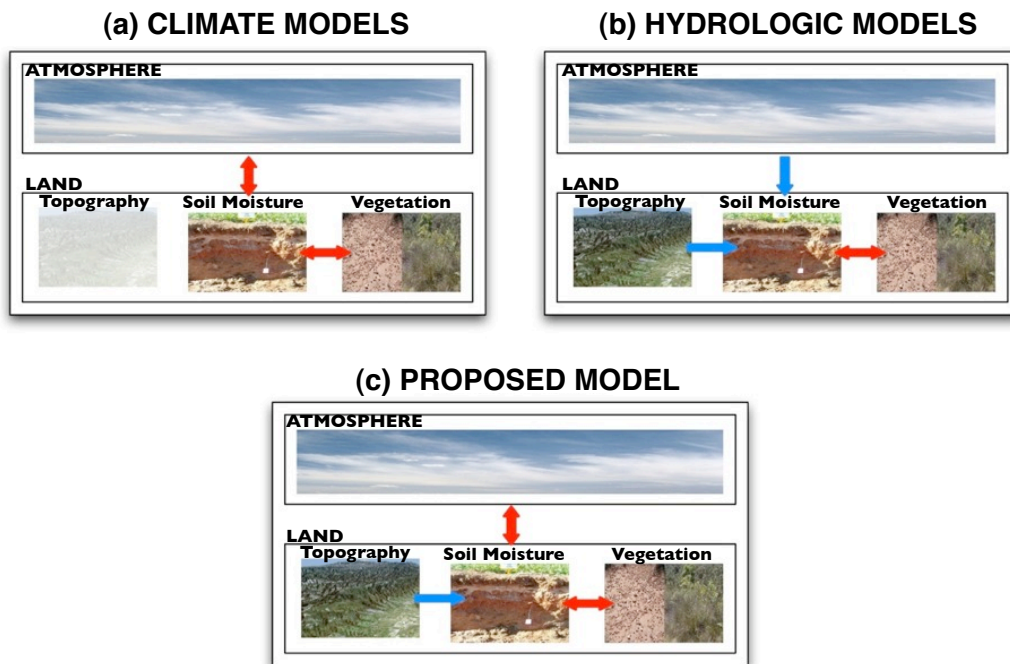 (a) CLIMATE MODELS
ATMOSPHERE
LAND
Topography Soil Moisture Vegetation
(b) HYDROLOGIC MODELS
ATMOSPHERE
LAND
Topography Soil Moisture Vegetation
(c) PROPOSED MODEL
ATMOSPHERE
LAND
Topography Soil Moisture Vegetation